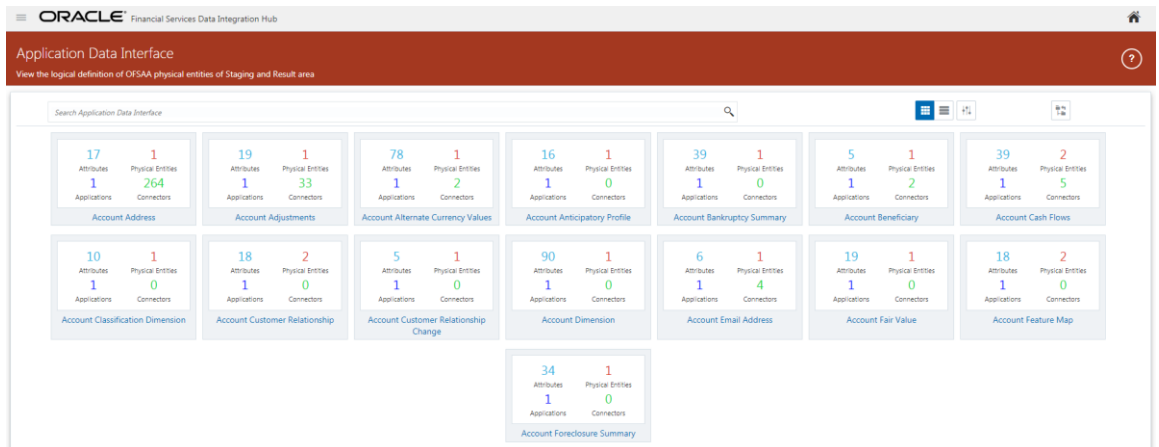 ORACLE® Financial Services Data Integration Hub
Application Data Interface
?
View the logical definition of OFSAA physical entities of Staging and Result area
Search Application Data Interface
17 1 19 1 78 1 16 1 39 1 5 1 39 2
Attributes Physical Entities Attributes Physical Entities Attributes Physical Entities Attributes Physical Entities Attributes Physical Entities Attributes Physical Entities Attributes Physical Entities
1 264 1 33 1 2 1 0 1 0 1 2 1 5
Applications Connectors Applications Connectors Applications Connectors Applications Connectors Applications Connectors Applications Connectors Applications Connectors
Account Address Account Adjustments Account Alternate Currency Values Account Anticipatory Profile Account Bankruptcy Summary Account Beneficiary Account Cash Flows
10 1 18 2 5 1 90 1 6 1 19 1 18 2
Attributes Physical Entities Attributes Physical Entities Attributes Physical Entities Attributes Physical Entities Attributes Physical Entities Attributes Physical Entities Attributes Physical Entities
1 0 1 0 1 0 1 0 1 4 1 0 1 0
Applications Connectors Applications Connectors Applications Connectors Applications Connectors Applications Connectors Applications Connectors Applications Connectors
Account Classification Dimension Account Customer Relationship Account Customer Relationship Account Dimension Account Email Address Account Fair Value Account Feature Map
Change
34 1
Attributes Physical Entities
1 0
Applications Connectors
Account Foreclosure Summary